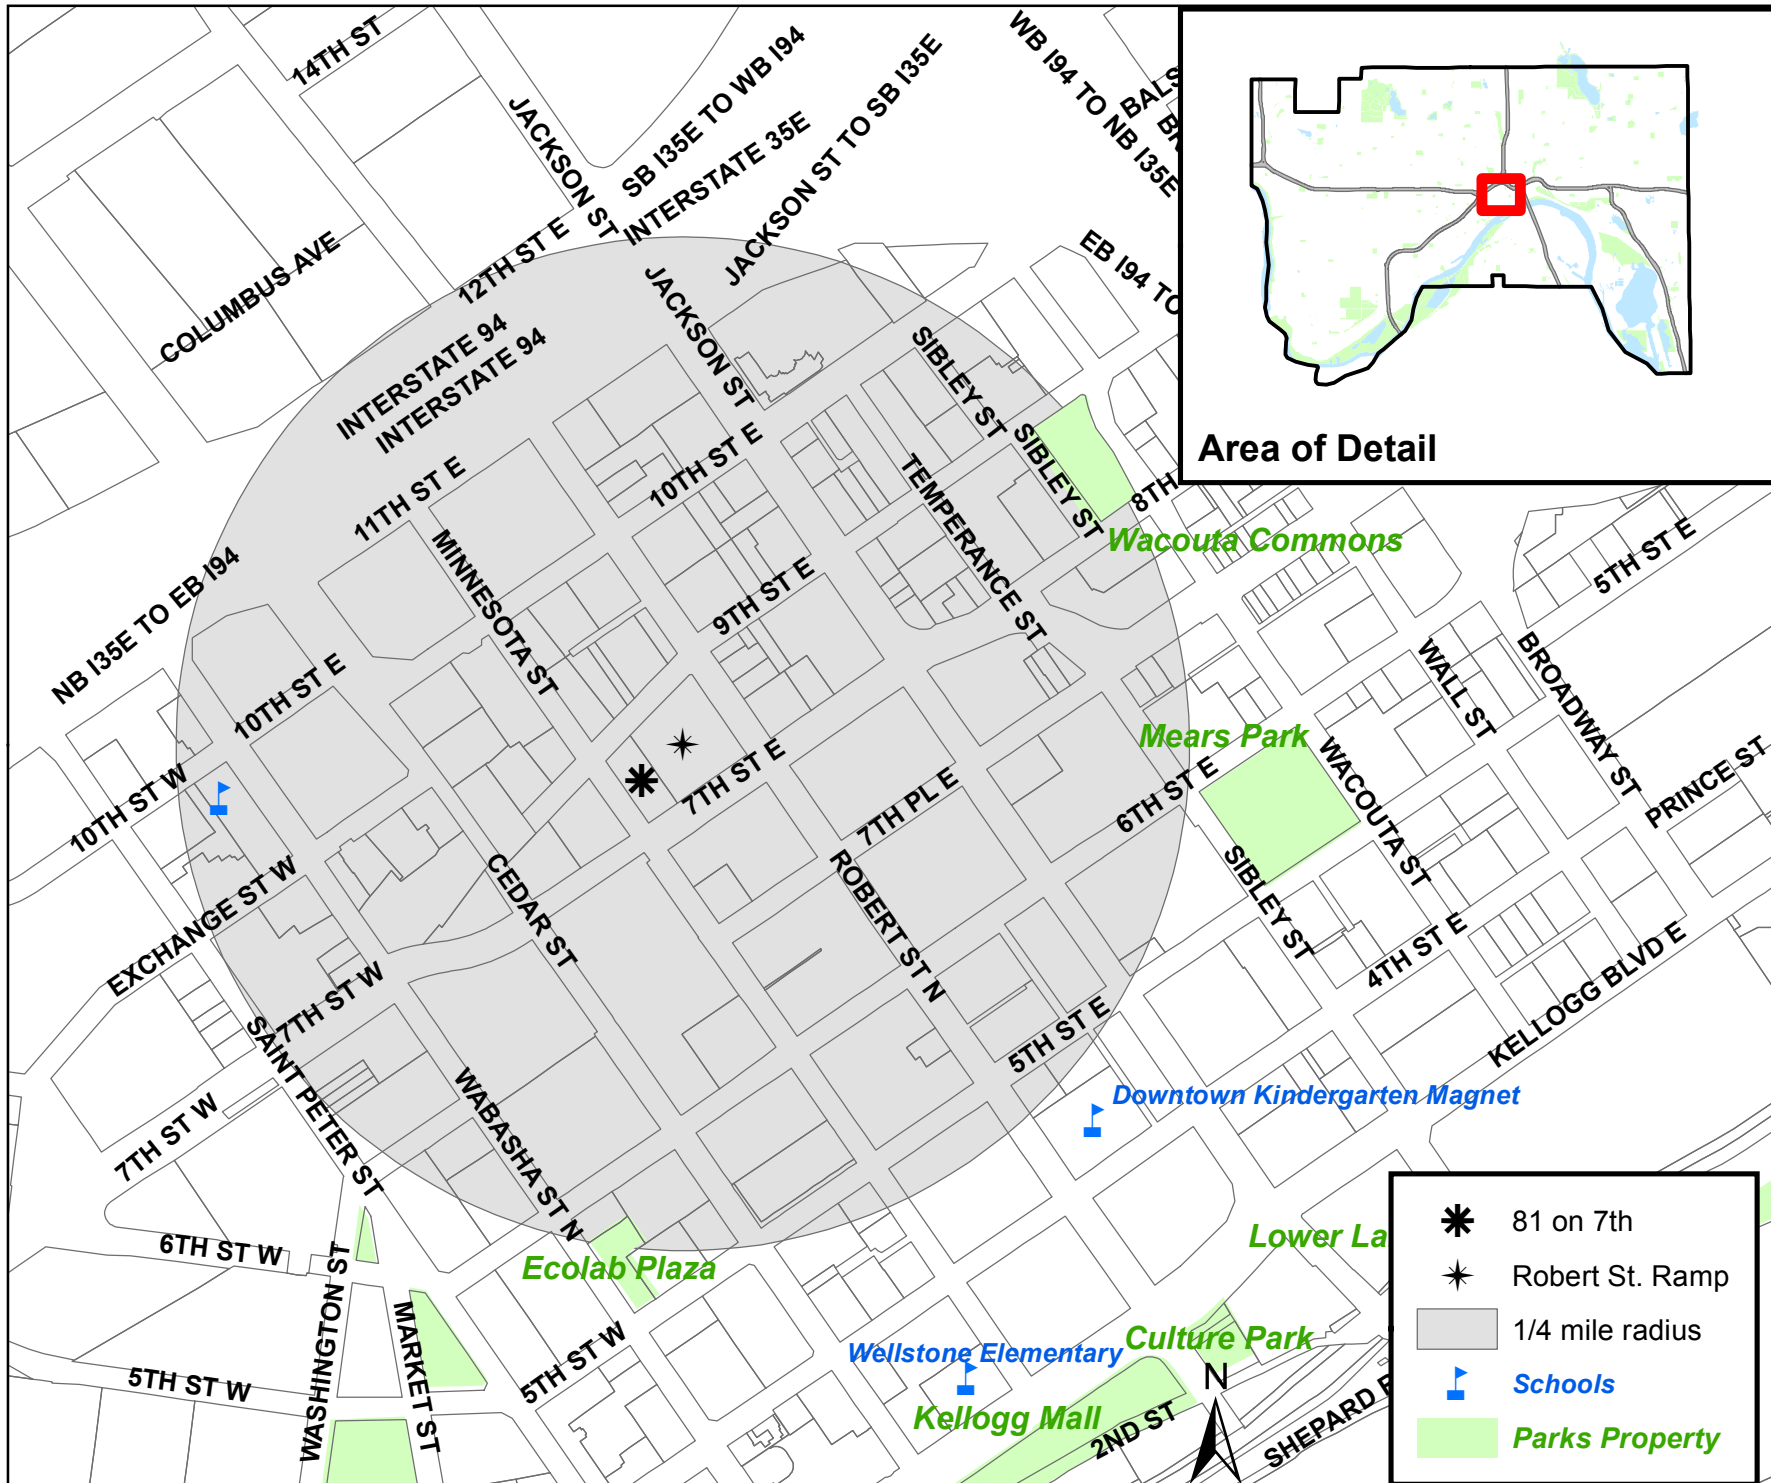 14TH ST
JACKSON ST
SB I35E TO WB I94
INTERSTATE 35E
JACKSON ST TO SB I35E
WB I94 TO NB I35E
COLUMBUS AVE
12TH ST E
JACKSON ST
EB I94 TO
INTERSTATE 94
INTERSTATE 94
SIBLEY ST
SIBLEY ST
Area of Detail
11TH ST E
10TH ST E
TEMPERANCE ST
8TH
Wacouta Commons
5TH ST E
MINNESOTA ST
9TH ST E
NB I35E TO EB I94
10TH ST E
WALL ST
BROADWAY ST
Mears Park
WACOUTA ST
PRINCE ST
10TH ST W
7TH ST E
7TH PL E
6TH ST E
EXCHANGE ST W
CEDAR ST
ROBERT ST N
SIBLEY ST
4TH ST E
KELLOGG BLVD E
7TH ST W
SAINT PETER ST
5TH ST E
7TH ST W
WABASHA ST N
Downtown Kindergarten Magnet
6TH ST W
WASHINGTON ST
Ecolab Plaza
Lower La
MARKET ST
5TH ST W
5TH ST W
Wellstone Elementary
Culture Park
Kellogg Mall
2ND ST
N
SHEPARD
81 on 7th
Robert St. Ramp
1/4 mile radius
Schools
Parks Property